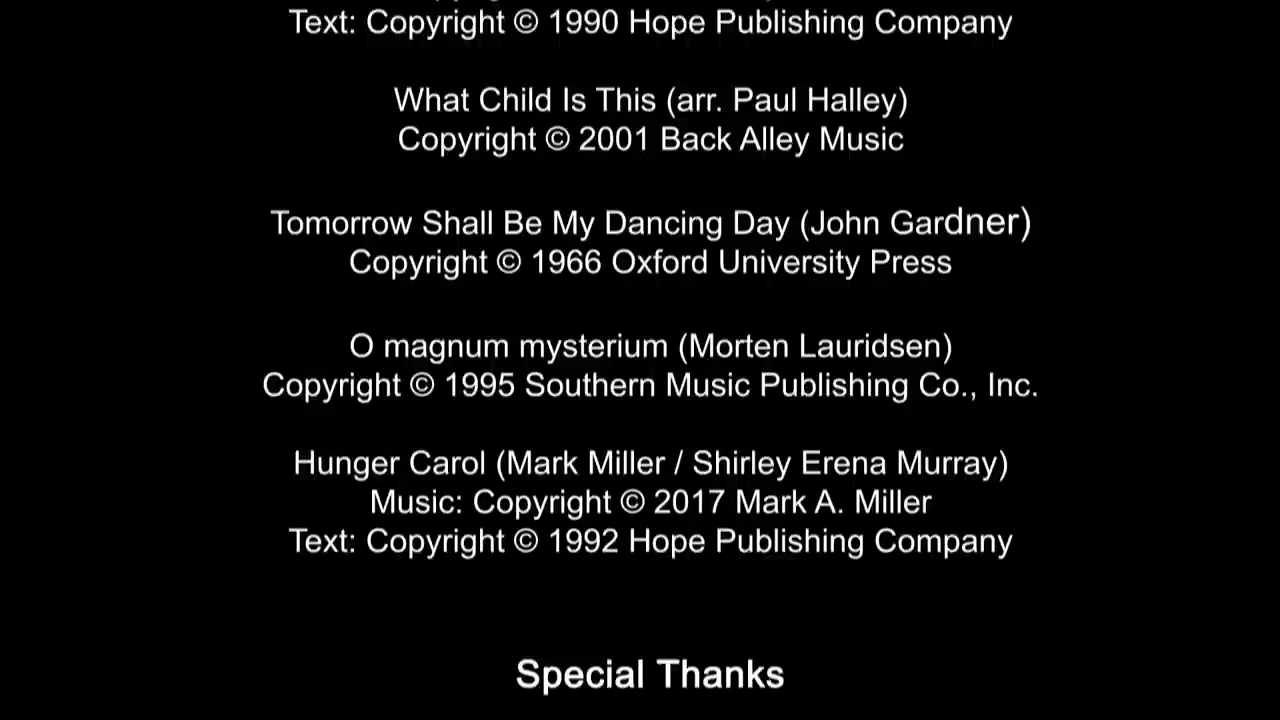 Text: Copyright © 1990 Hope Publishing Company
What Child Is This (arr. Paul Halley)
Copyright © 2001 Back Alley Music
Tomorrow Shall Be My Dancing Day (John Gardner)
Copyright © 1966 Oxford University Press
O magnum mysterium (Morten Lauridsen)
Copyright © 1995 Southern Music Publishing Co., Inc.
Hunger Carol (Mark Miller / Shirley Erena Murray)
Music: Copyright © 2017 Mark A. Miller
Text: Copyright © 1992 Hope Publishing Company
Special Thanks